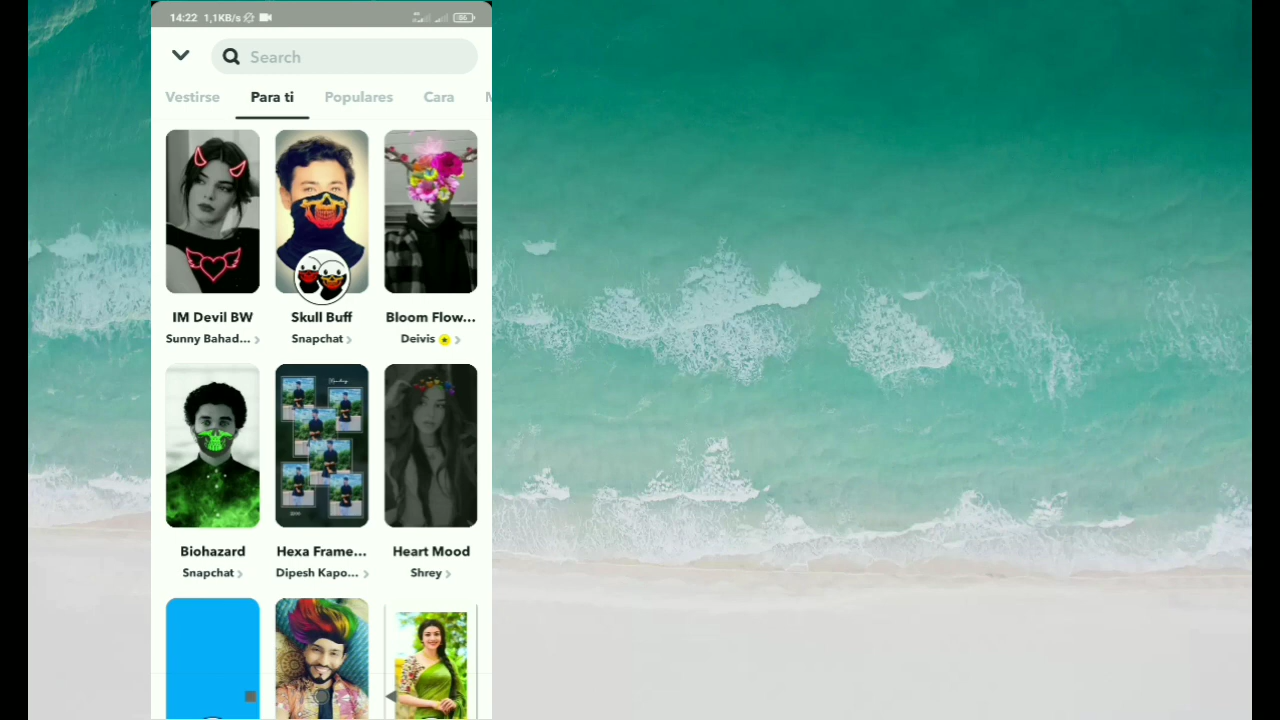 14:22 1,1KB/s 56
Search
Vestirse Para ti Populares Cara
IM Devil BW Skull Buff Bloom Flow...
Sunny Bahad... Snapchat Deivis
Biohazard Hexa Frame... Heart Mood
Snapchat Dipesh Kapo... Shrey